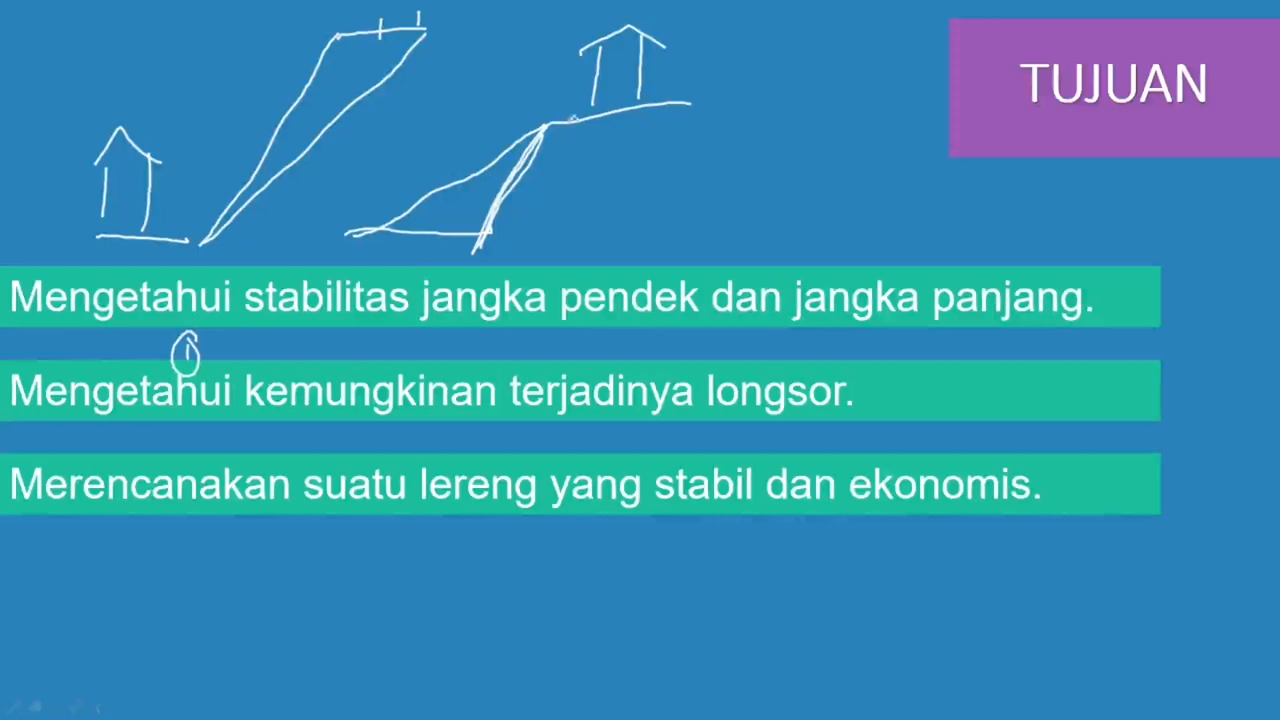 TUJUAN
Mengetahui stabilitas jangka pendek dan jangka panjang.
1
Mengetahui kemungkinan terjadinya longsor.
Merencanakan suatu lereng yang stabil dan ekonomis.